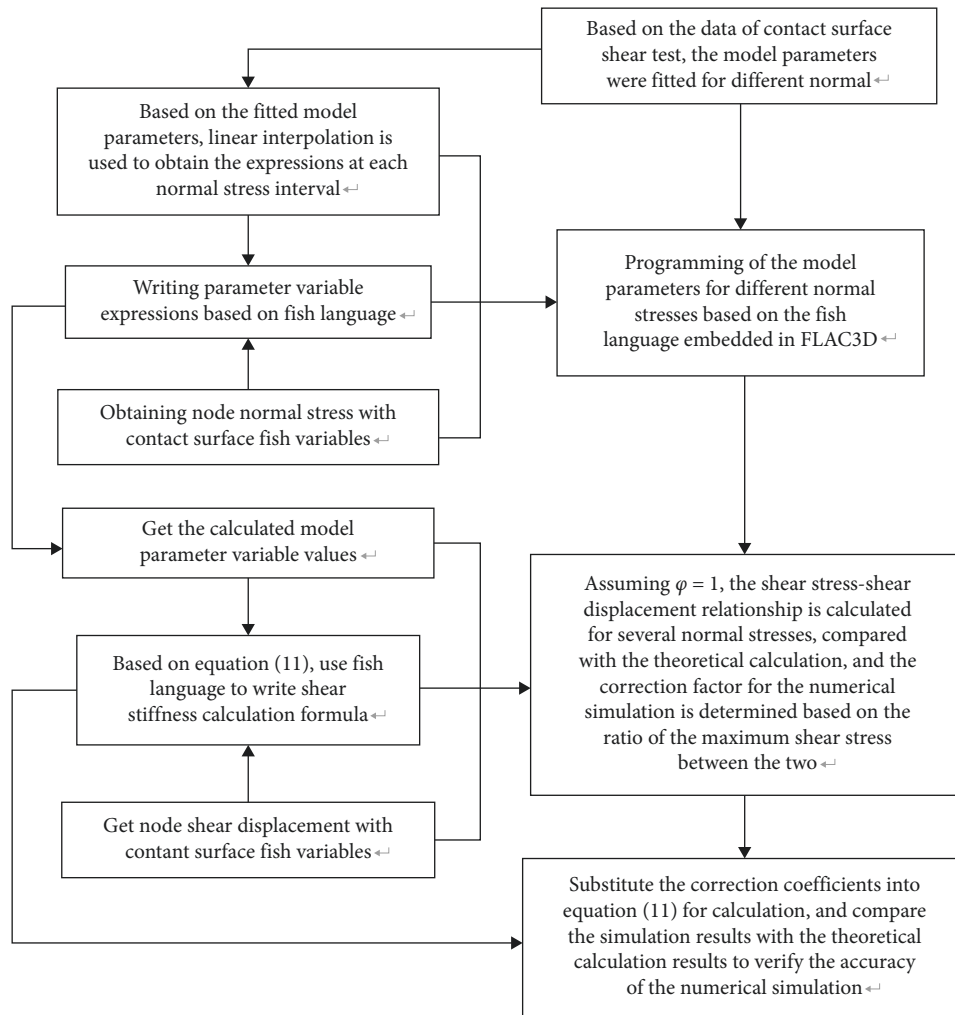 Based on the data of contact surface
shear test, the model parameters
were fitted for different normal↵
Based on the fitted model
parameters, linear interpolation is
used to obtain the expressions at each
normal stress interval↵
Writing parameter variable
expressions based on fish language↵
Programming of the model
parameters for different normal
stresses based on the fish
language embedded in FLAC3D↵
Obtaining node normal stress with
contact surface fish variables↵
Get the calculated model
parameter variable values↵
Based on equation (11), use fish
language to write shear
stiffness calculation formula↵
Assuming φ = 1, the shear stress-shear
displacement relationship is calculated
for several normal stresses, compared
with the theoretical calculation, and the
correction factor for the numerical
simulation is determined based on the
ratio of the maximum shear stress
between the two↵
Get node shear displacement with
contant surface fish variables↵
Substitute the correction coefficients into
equation (11) for calculation, and compare
the simulation results with the theoretical
calculation results to verify the accuracy
of the numerical simulation↵